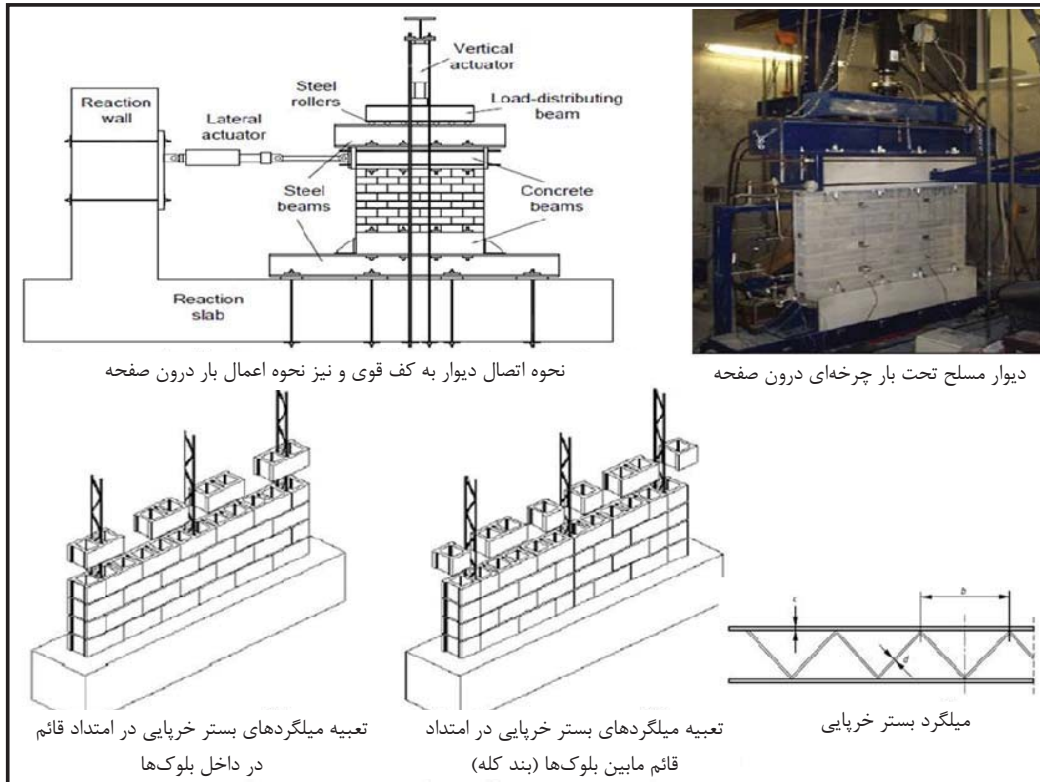 Vertical
actuator
Steel
rollers
Load-distributing
beam
Reaction
wall
Lateral
actuator
Steel
beams
Concrete
beams
Reaction
slab
نحوه اتصال دیوار به کف قوی و نیز نحوه اعمال بار درون صفحه
دیوار مسلح تحت بار چرخه‌ای درون صفحه
c
b
d
تعبیه میلگردهای بستر خرپایی در امتداد قائم
در داخل بلوک‌ها
تعبیه میلگردهای بستر خرپایی در امتداد
قائم مابین بلوک‌ها (بند کله)
میلگرد بستر خرپایی